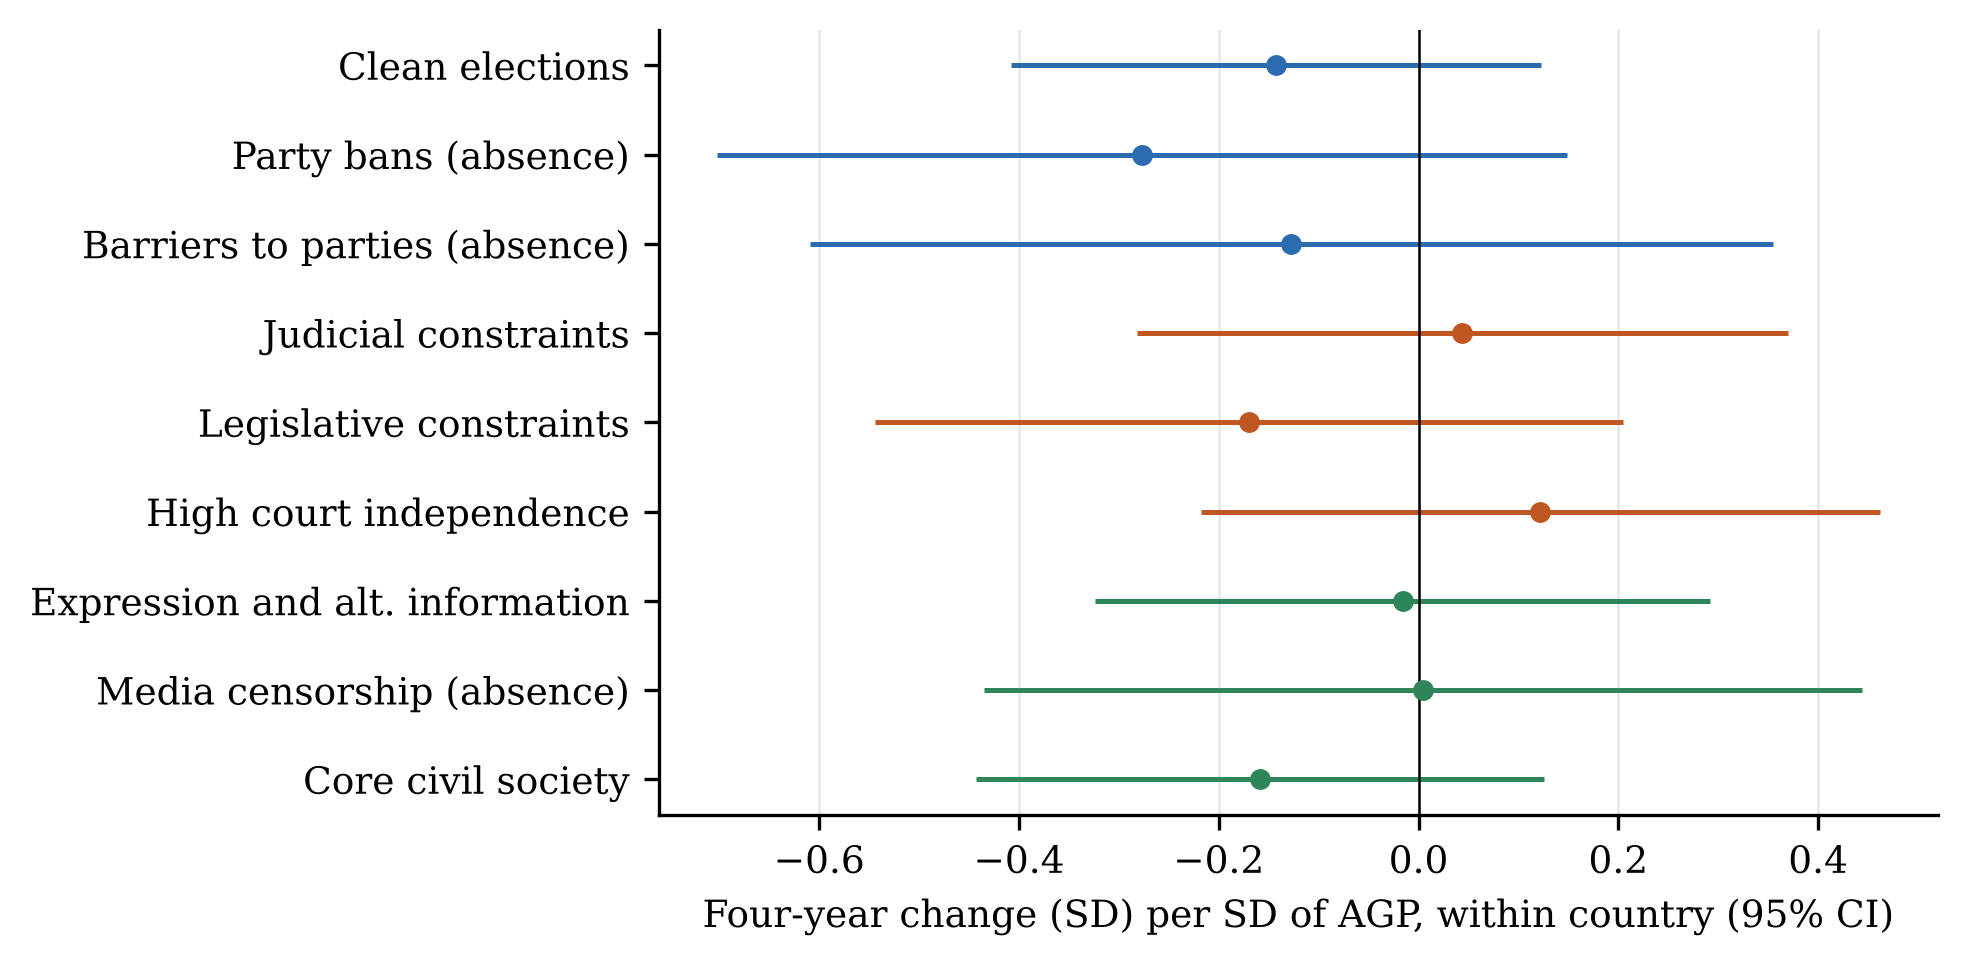 Clean elections
Party bans (absence)
Barriers to parties (absence)
Judicial constraints
Legislative constraints
High court independence
Expression and alt. information
Media censorship (absence)
Core civil society
−0.6 −0.4 −0.2 0.0 0.2 0.4
Four-year change (SD) per SD of AGP, within country (95% CI)